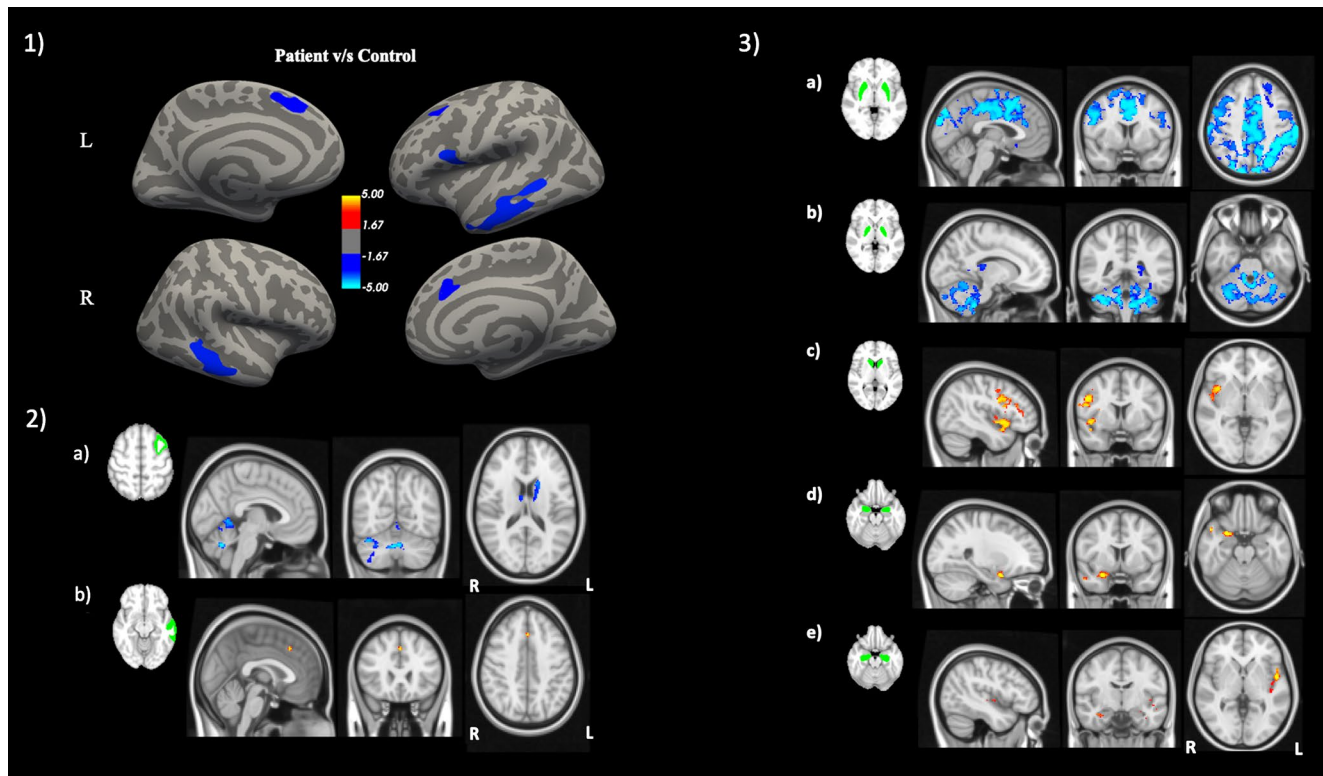 1)
Patient v/s Control
L
R
5.00
1.67
-1.67
-5.00
2)
a)
R L
b)
R L
3)
a)
b)
c)
d)
e)
R L